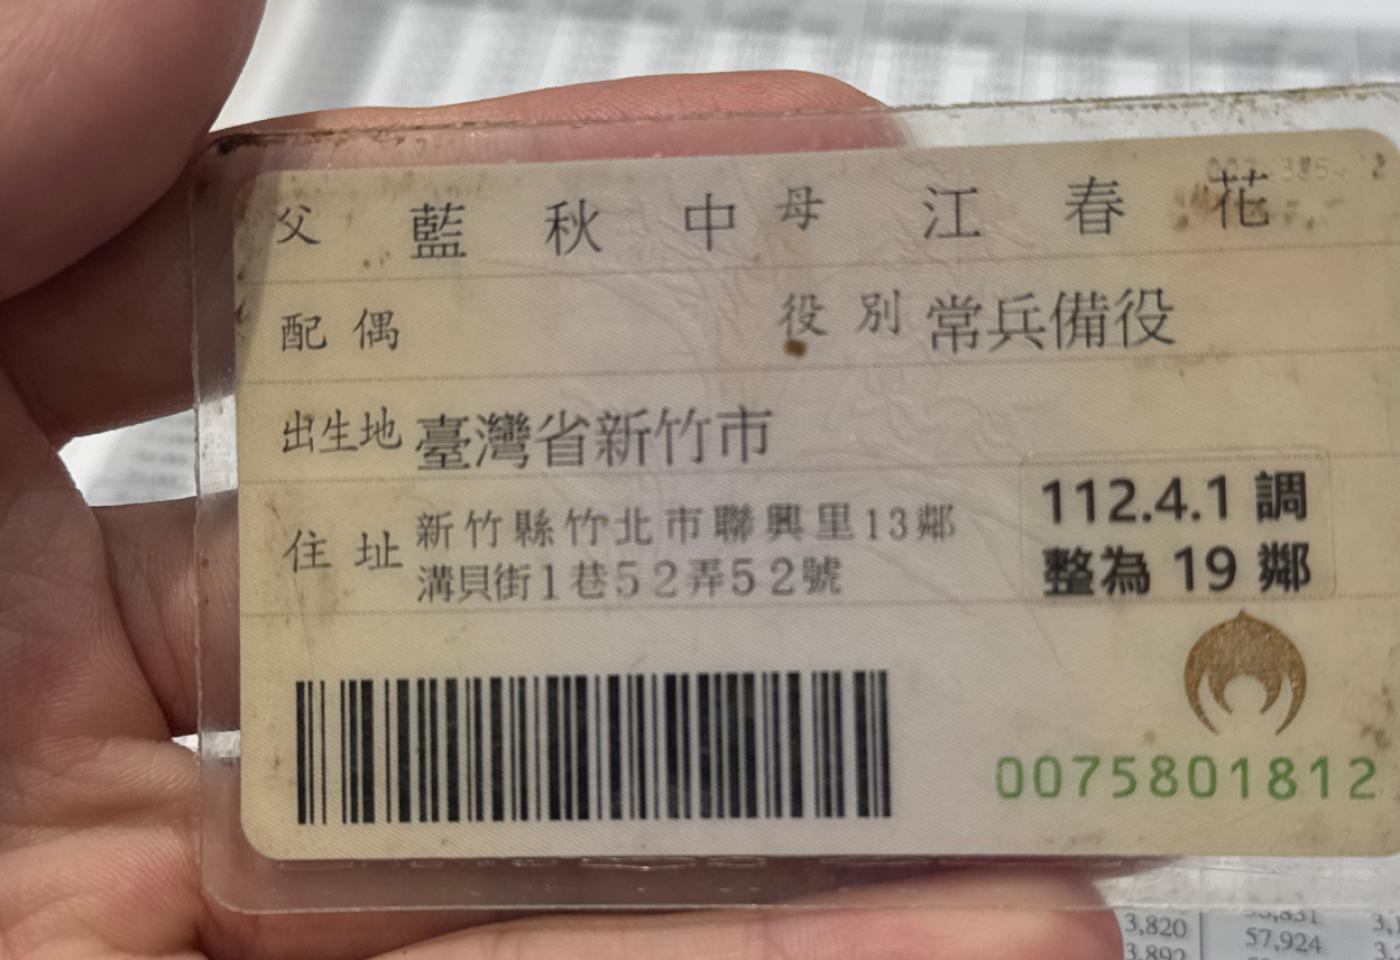 父 藍秋中 母 江春花
配偶 役別 常兵備役
出生地 臺灣省新竹市
住址 新竹縣竹北市聯興里13鄰
溝貝街1巷52弄52號
112.4.1 調
整為 19 鄰
0075801812
3,820
57,924
3,892